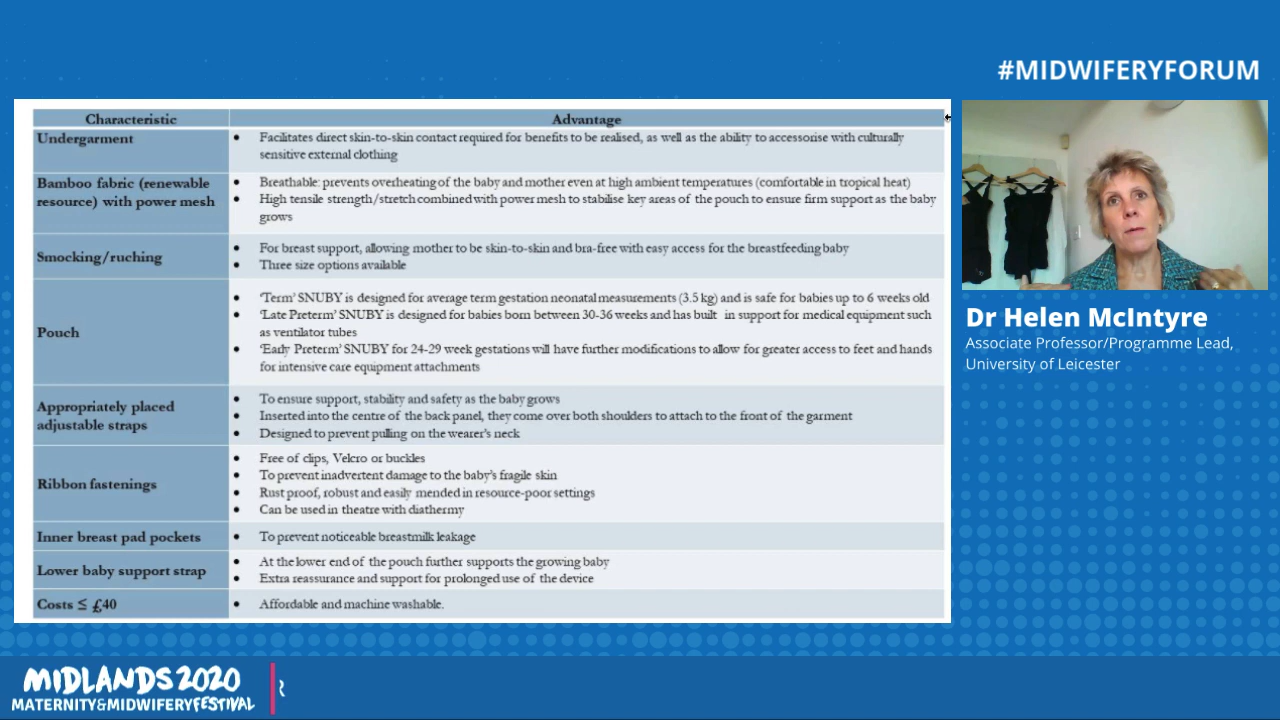 #MIDWIFERYFORUM
Characteristic
Advantage
Undergarment
• Facilitates direct skin-to-skin contact required for benefits to be realised, as well as the ability to accessorise with culturally
sensitive external clothing
Bamboo fabric (renewable
resource) with power mesh
• Breathable: prevents overheating of the baby and mother even at high ambient temperatures (comfortable in tropical heat)
• High tensile strength/stretch combined with power mesh to stabilise key areas of the pouch to ensure firm support as the baby
grows
Smocking/ruching
• For breast support, allowing mother to be skin-to-skin and bra-free with easy access for the breastfeeding baby
• Three size options available
Pouch
• ‘Term’ SNUBY is designed for average term gestation neonatal measurements (3.5 kg) and is safe for babies up to 6 weeks old
• ‘Late Preterm’ SNUBY is designed for babies born between 30-36 weeks and has built in support for medical equipment such
as ventilator tubes
• ‘Early Preterm’ SNUBY for 24-29 week gestations will have further modifications to allow for greater access to feet and hands
for intensive care equipment attachments
Appropriately placed
adjustable straps
• To ensure support, stability and safety as the baby grows
• Inserted into the centre of the back panel, they come over both shoulders to attach to the front of the garment
• Designed to prevent pulling on the wearer's neck
Ribbon fastenings
• Free of clips, Velcro or buckles
• To prevent inadvertent damage to the baby's fragile skin
• Rust proof, robust and easily mended in resource-poor settings
• Can be used in theatre with diathermy
Inner breast pad pockets
• To prevent noticeable breastmilk leakage
Lower baby support strap
• At the lower end of the pouch further supports the growing baby
• Extra reassurance and support for prolonged use of the device
Costs ≤ £40
• Affordable and machine washable.
Dr Helen McIntyre
Associate Professor/Programme Lead,
University of Leicester
MIDLANDS 2020
MATERNITY&MIDWIFERYFESTIVAL